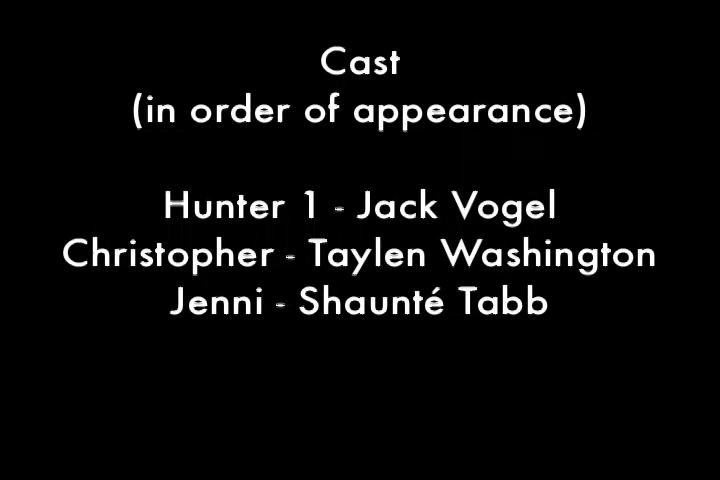 Cast
(in order of appearance)
Hunter 1 - Jack Vogel
Christopher - Taylen Washington
Jenni - Shaunté Tabb